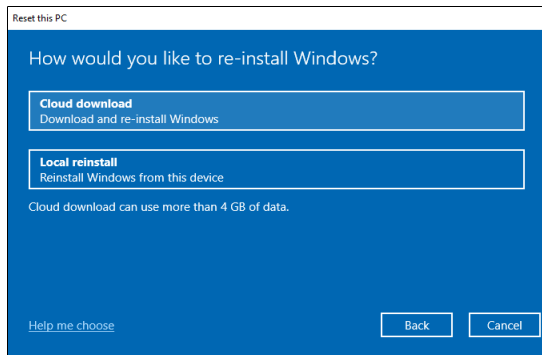 Reset this PC
How would you like to re-install Windows?
Cloud download
Download and re-install Windows
Local reinstall
Reinstall Windows from this device
Cloud download can use more than 4 GB of data.
Help me choose
Back
Cancel